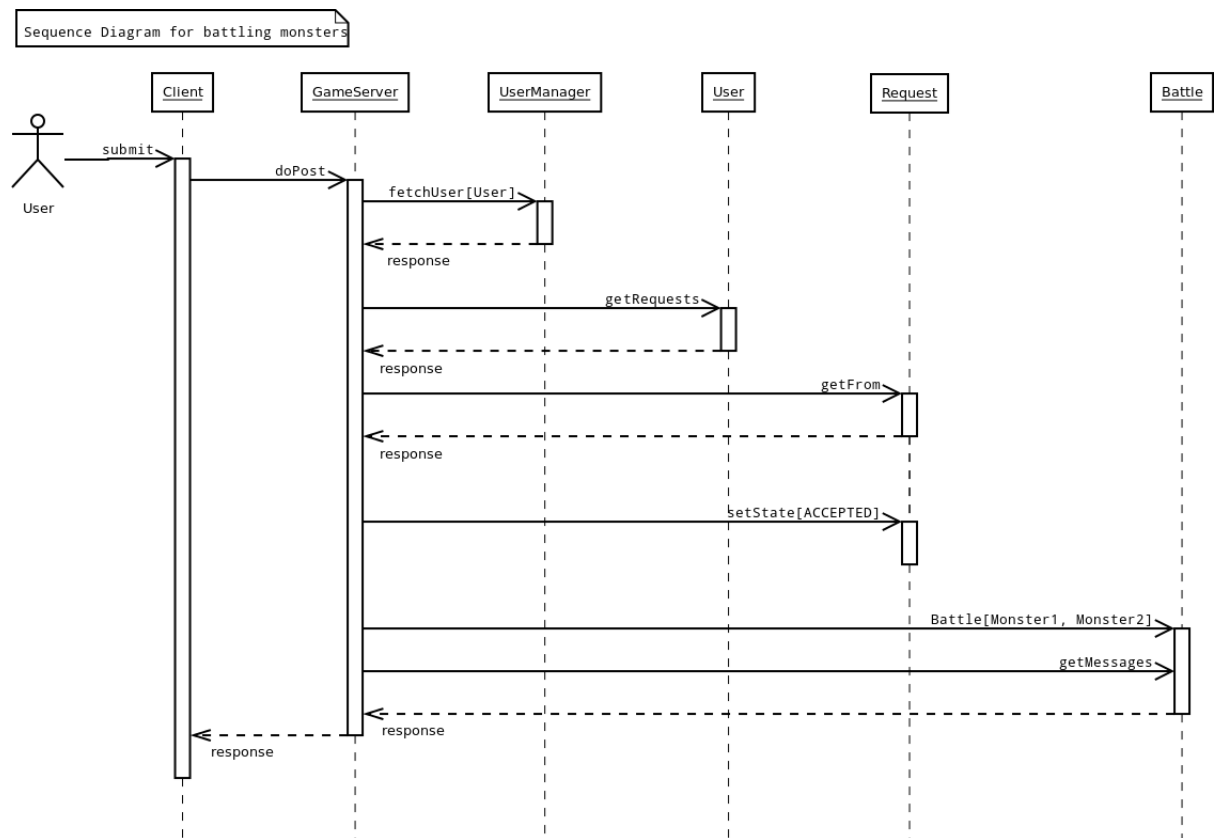 Sequence Diagram for battling monsters
Client
GameServer
UserManager
User
Request
Battle
submit
User
doPost
fetchUser[User]
response
getRequests
response
getFrom
response
setState[ACCEPTED]
Battle[Monster1, Monster2]
getMessages
response
response